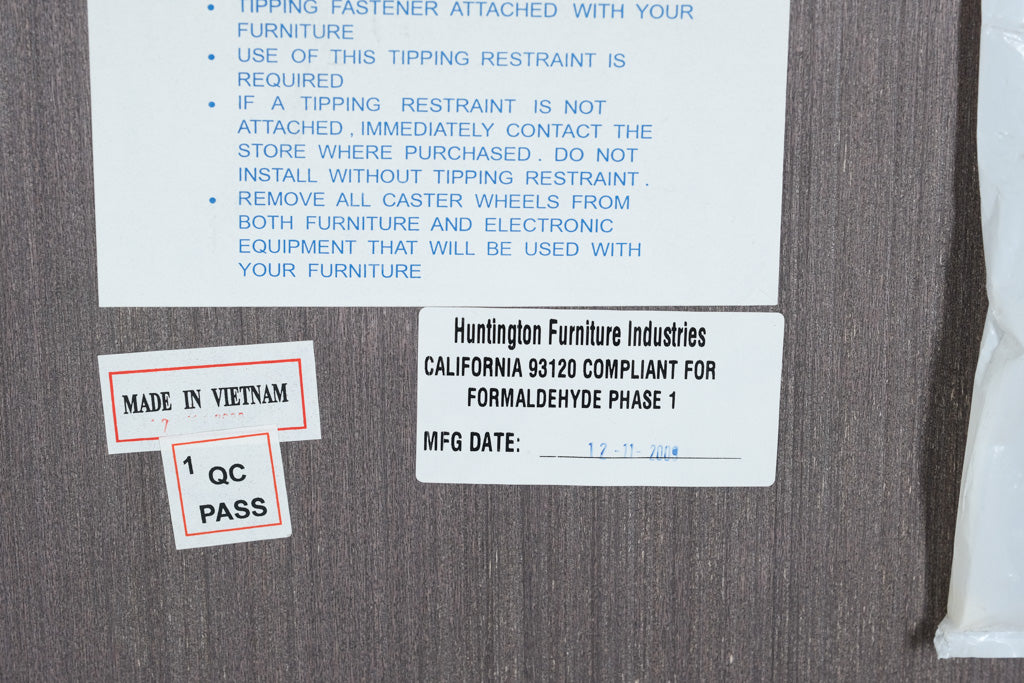 • TIPPING FASTENER ATTACHED WITH YOUR
FURNITURE
• USE OF THIS TIPPING RESTRAINT IS
REQUIRED
• IF A TIPPING RESTRAINT IS NOT
ATTACHED , IMMEDIATELY CONTACT THE
STORE WHERE PURCHASED . DO NOT
INSTALL WITHOUT TIPPING RESTRAINT .
• REMOVE ALL CASTER WHEELS FROM
BOTH FURNITURE AND ELECTRONIC
EQUIPMENT THAT WILL BE USED WITH
YOUR FURNITURE
Huntington Furniture Industries
CALIFORNIA 93120 COMPLIANT FOR
FORMALDEHYDE PHASE 1
MFG DATE: 12-11-2009
MADE IN VIETNAM
1
QC
PASS